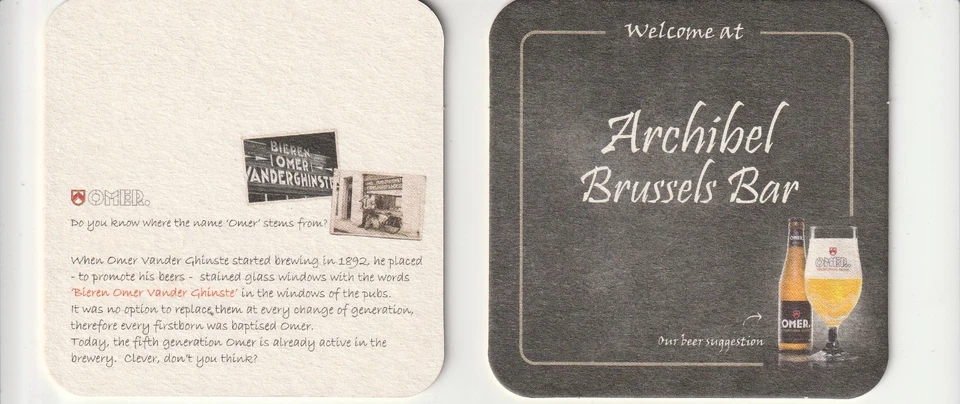 BIEREN
OMER
VANDERGHINSTE
OMER.
Do you know where the name 'Omer' stems from?
When Omer Vander Ghinste started brewing in 1892, he placed
- to promote his beers - stained glass windows with the words
'Bieren Omer Vander Ghinste' in the windows of the pubs.
It was no option to replace them at every change of generation,
therefore every firstborn was baptised Omer.
Today, the fifth generation Omer is already active in the
brewery. Clever, don't you think?
Welcome at
Archibel
Brussels Bar
OMER.
OMER.
Our beer suggestion